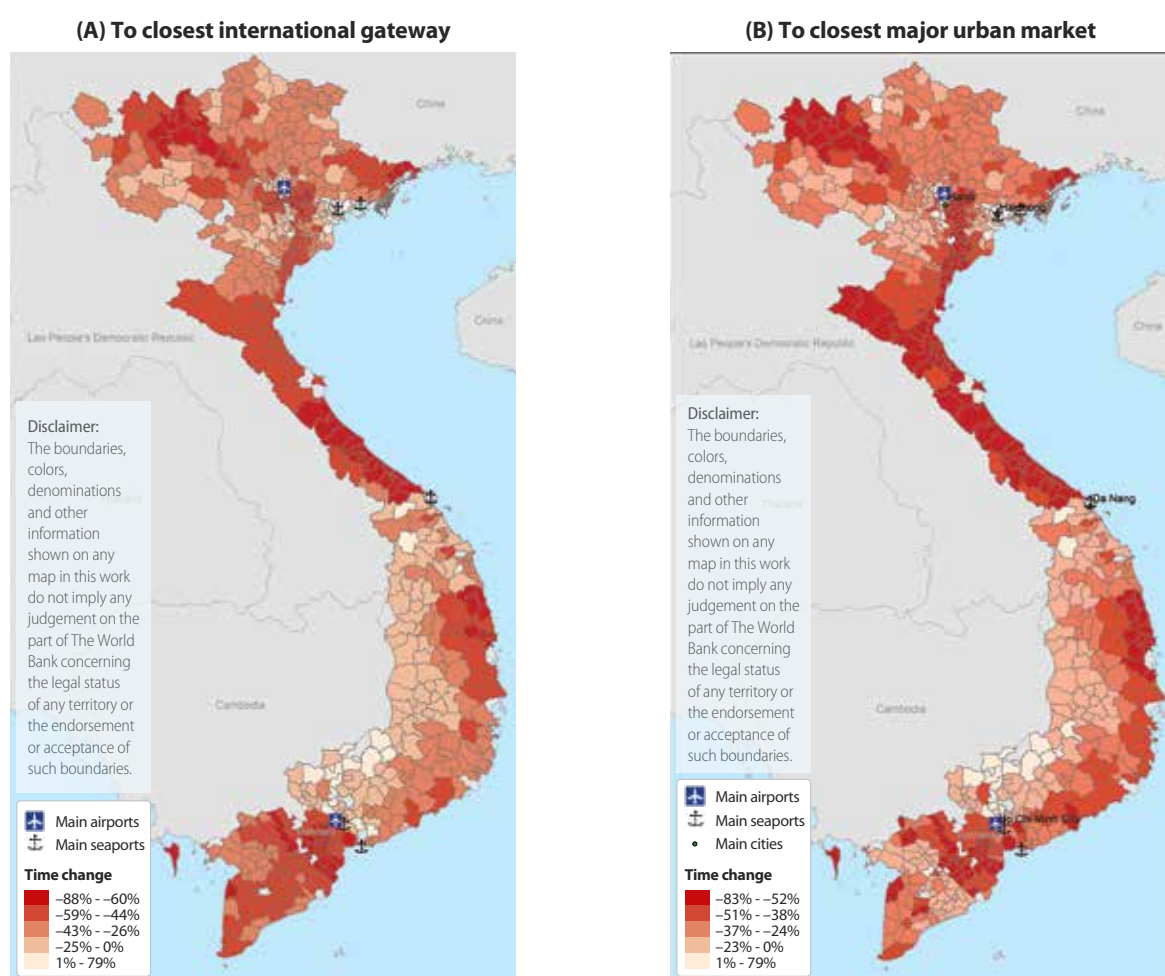 (A) To closest international gateway
China
China
Lao People's Democratic Republic
Cambodia
Disclaimer:
The boundaries,
colors,
denominations
and other
information
shown on any
map in this work
do not imply any
judgement on the
part of The World
Bank concerning
the legal status
of any territory or
the endorsement
or acceptance of
such boundaries.
Main airports
Main seaports
Time change
–88% - –60%
–59% - –44%
–43% - –26%
–25% - 0%
1% - 79%
(B) To closest major urban market
China
Hanoi
Haiphong
China
Lao People's Democratic Republic
Thailand
Da Nang
Cambodia
Chi Minh City
Disclaimer:
The boundaries,
colors,
denominations
and other
information
shown on any
map in this work
do not imply any
judgement on the
part of The World
Bank concerning
the legal status
of any territory or
the endorsement
or acceptance of
such boundaries.
Main airports
Main seaports
Main cities
Time change
–83% - –52%
–51% - –38%
–37% - –24%
–23% - 0%
1% - 79%